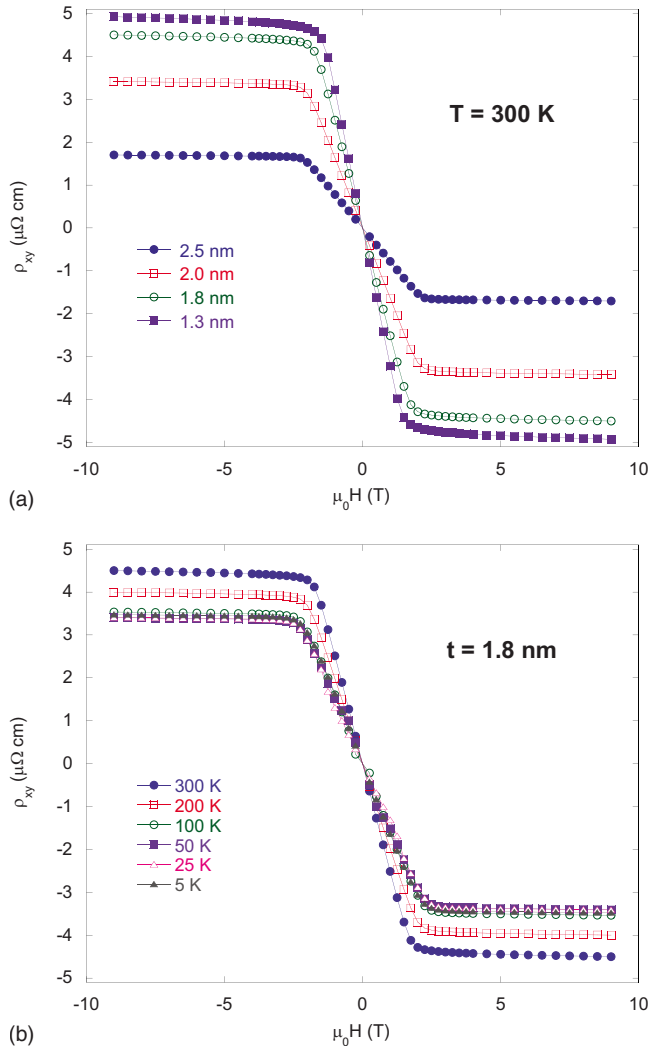 5
4
3
2
1
0
-1
-2
-3
-4
-5
ρxy (μΩ cm)
T = 300 K
2.5 nm
2.0 nm
1.8 nm
1.3 nm
-10 -5 0 5 10
(a)
μ0H (T)
5
4
3
2
1
0
-1
-2
-3
-4
-5
ρxy (μΩ cm)
t = 1.8 nm
300 K
200 K
100 K
50 K
25 K
5 K
-10 -5 0 5 10
(b)
μ0H (T)